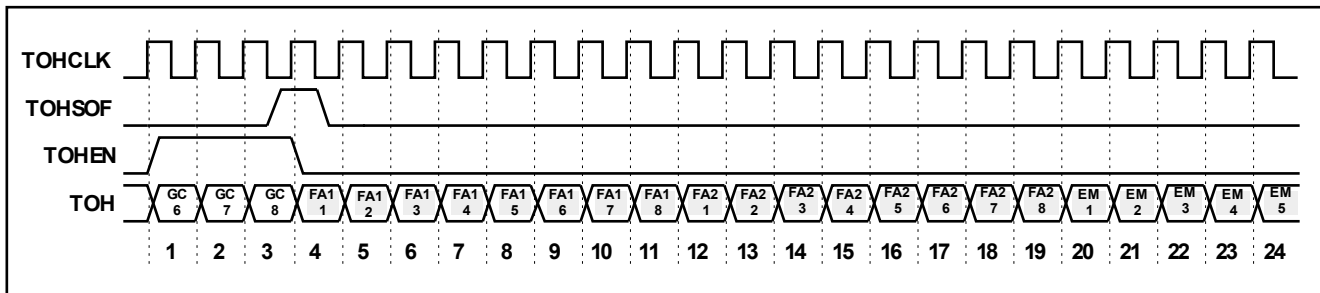 TOHCLK
TOHSOF
TOHEN
TOH
GC 6 GC 7 GC 8 FA1 1 FA1 2 FA1 3 FA1 4 FA1 5 FA1 6 FA1 7 FA1 8 FA2 1 FA2 2 FA2 3 FA2 4 FA2 5 FA2 6 FA2 7 FA2 8 EM 1 EM 2 EM 3 EM 4 EM 5
1 2 3 4 5 6 7 8 9 10 11 12 13 14 15 16 17 18 19 20 21 22 23 24